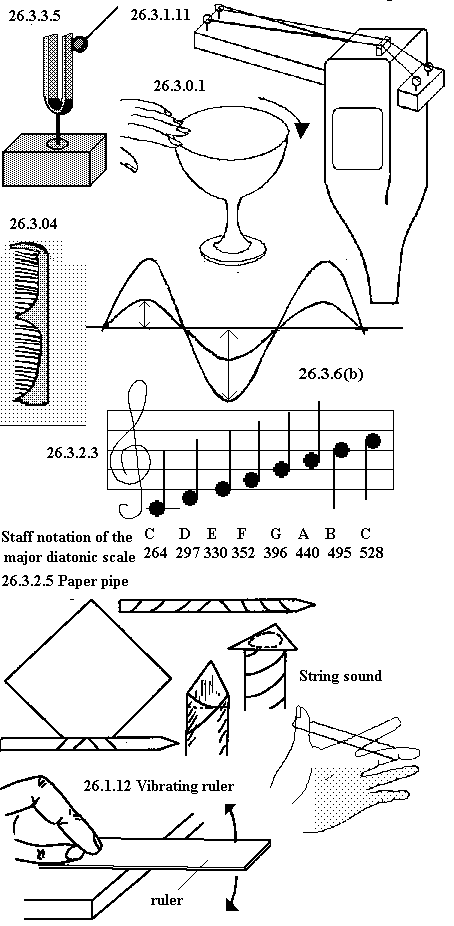 26.3.3.5
26.3.1.11
26.3.0.1
26.3.04
26.3.6(b)
26.3.2.3
Staff notation of the
major diatonic scale
C D E F G A B C
264 297 330 352 396 440 495 528
26.3.2.5 Paper pipe
String sound
26.1.12 Vibrating ruler
ruler